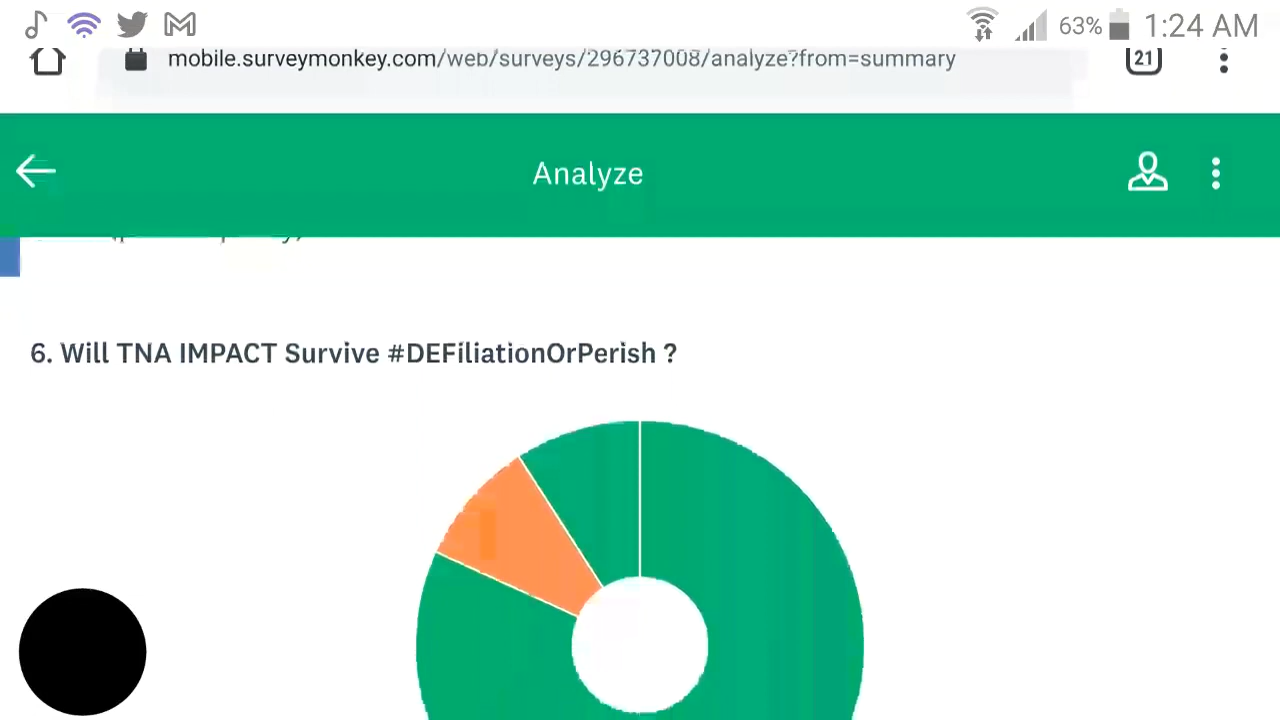 63% 1:24 AM
mobile.surveymonkey.com/web/surveys/296737008/analyze?from=summary 21
Analyze
6. Will TNA IMPACT Survive #DEFiliationOrPerish ?